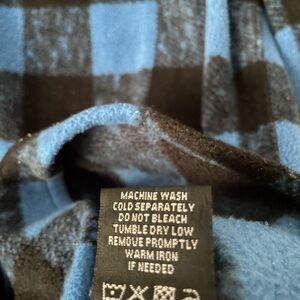 MACHINE WASH
COLD SEPARATELY
DO NOT BLEACH
TUMBLE DRY LOW
REMOVE PROMPTLY
WARM IRON
IF NEEDED